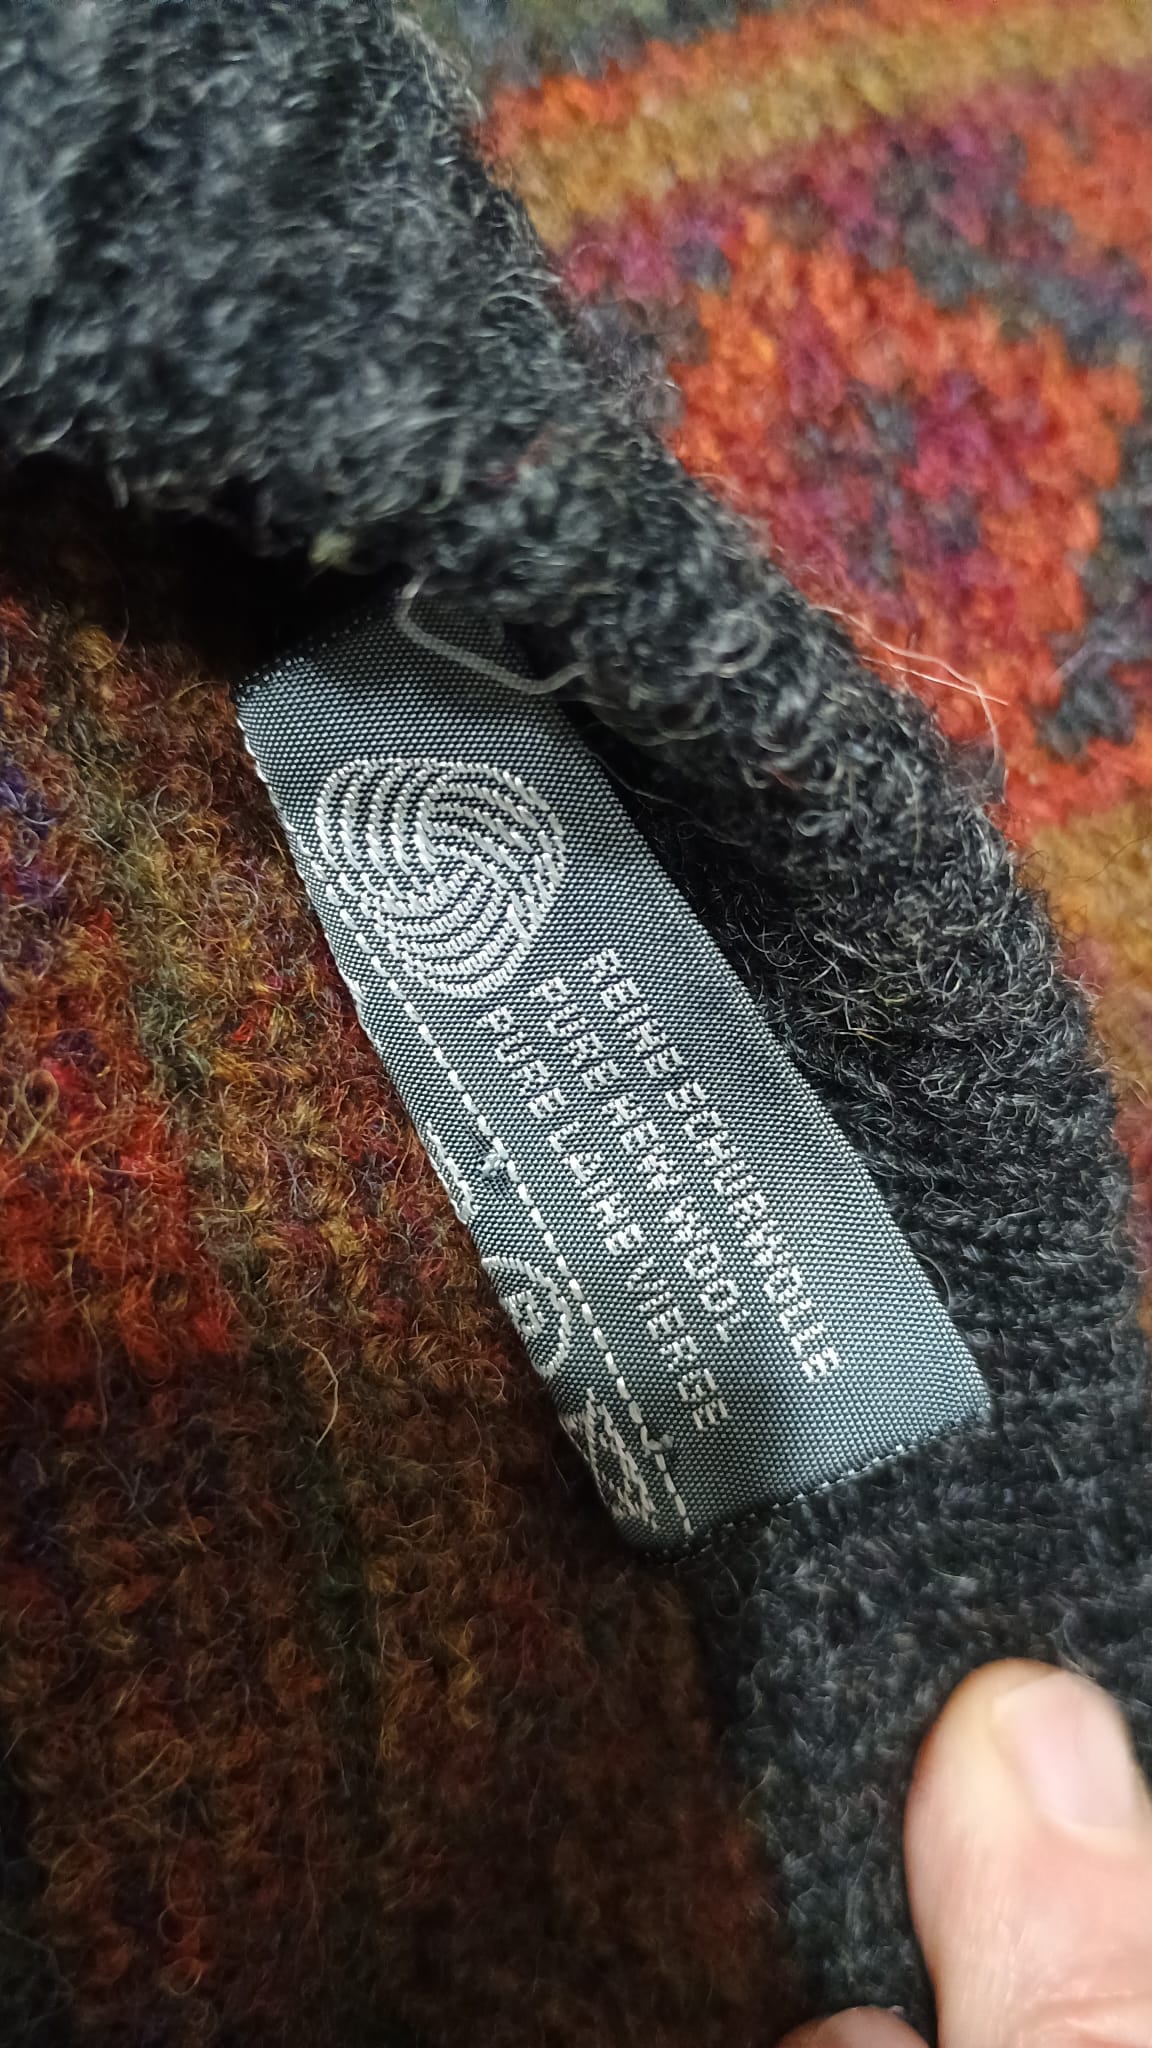 REINE SCHURWOLLE
PURE NEW WOOL
PURE LAINE VIERGE